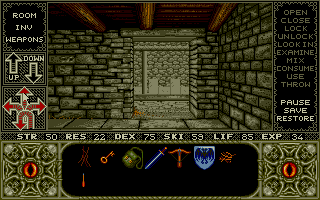 ROOM
INV
WEAPONS
UP
DOWN
OPEN
CLOSE
LOCK
UNLOCK
LOOK IN
EXAMINE
MIX
CONSUME
USE
THROW
PAUSE
SAVE
RESTORE
STR 50 RES 22 DEX 75 SKI 59 LIF 85 EXP 34